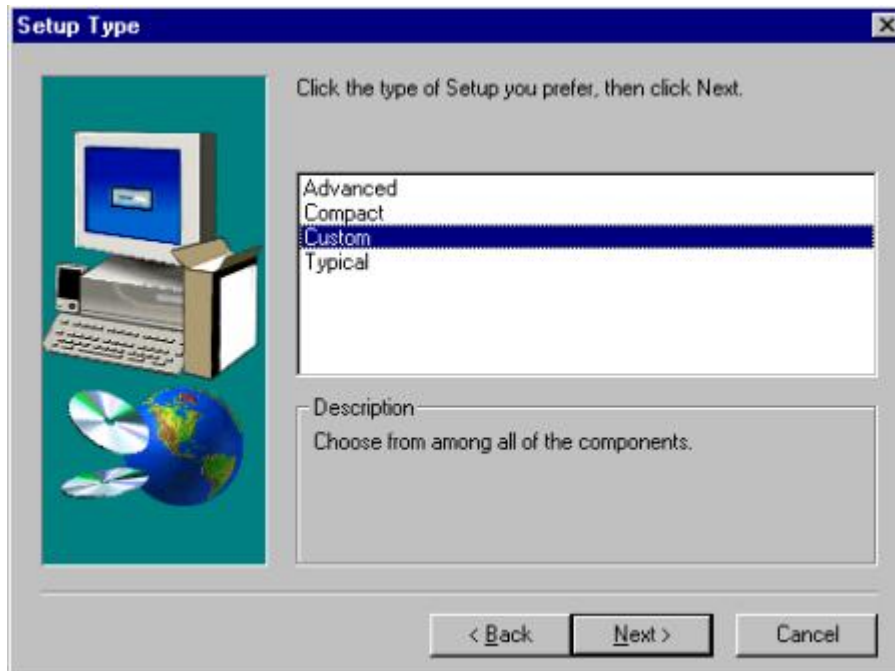 Setup Type
Click the type of Setup you prefer, then click Next.
Advanced
Compact
Custom
Typical
Description
Choose from among all of the components.
< Back
Next >
Cancel